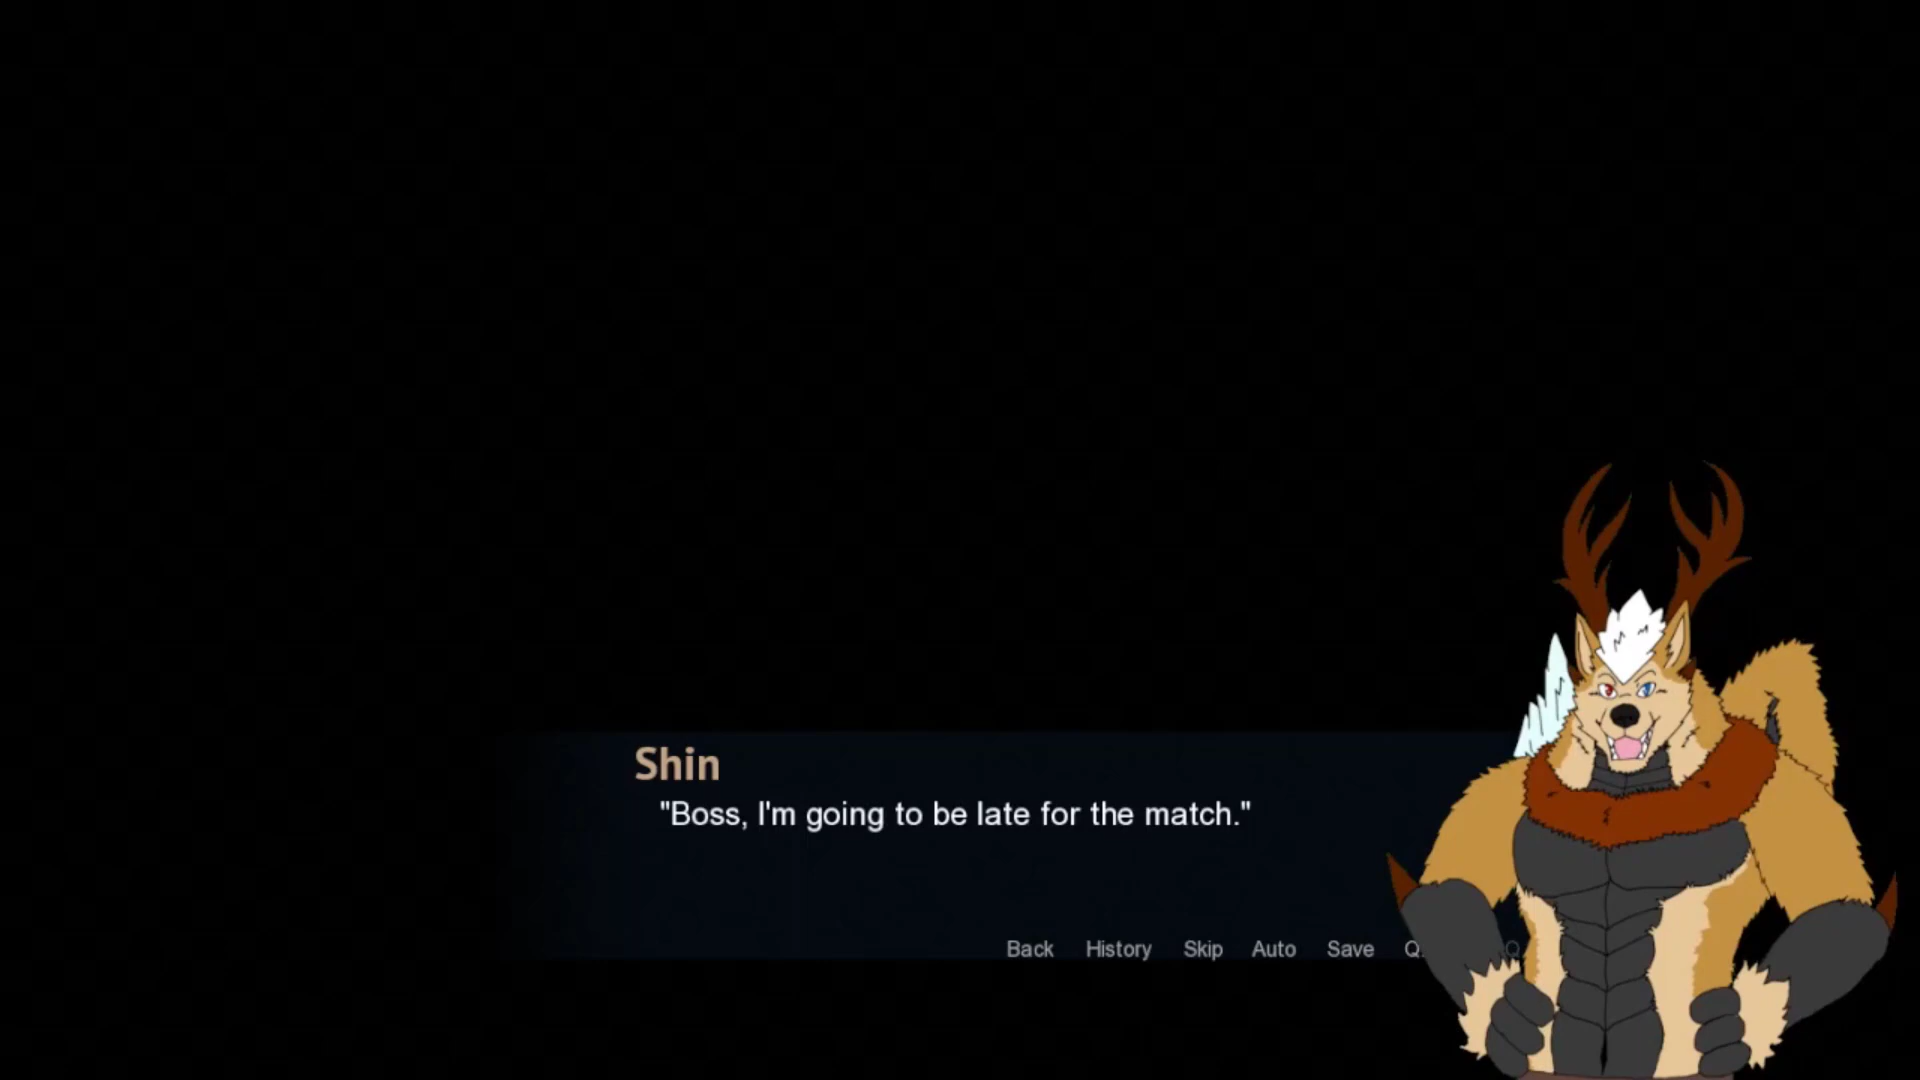 Shin
"Boss, I'm going to be late for the match."
Back History Skip Auto Save Q